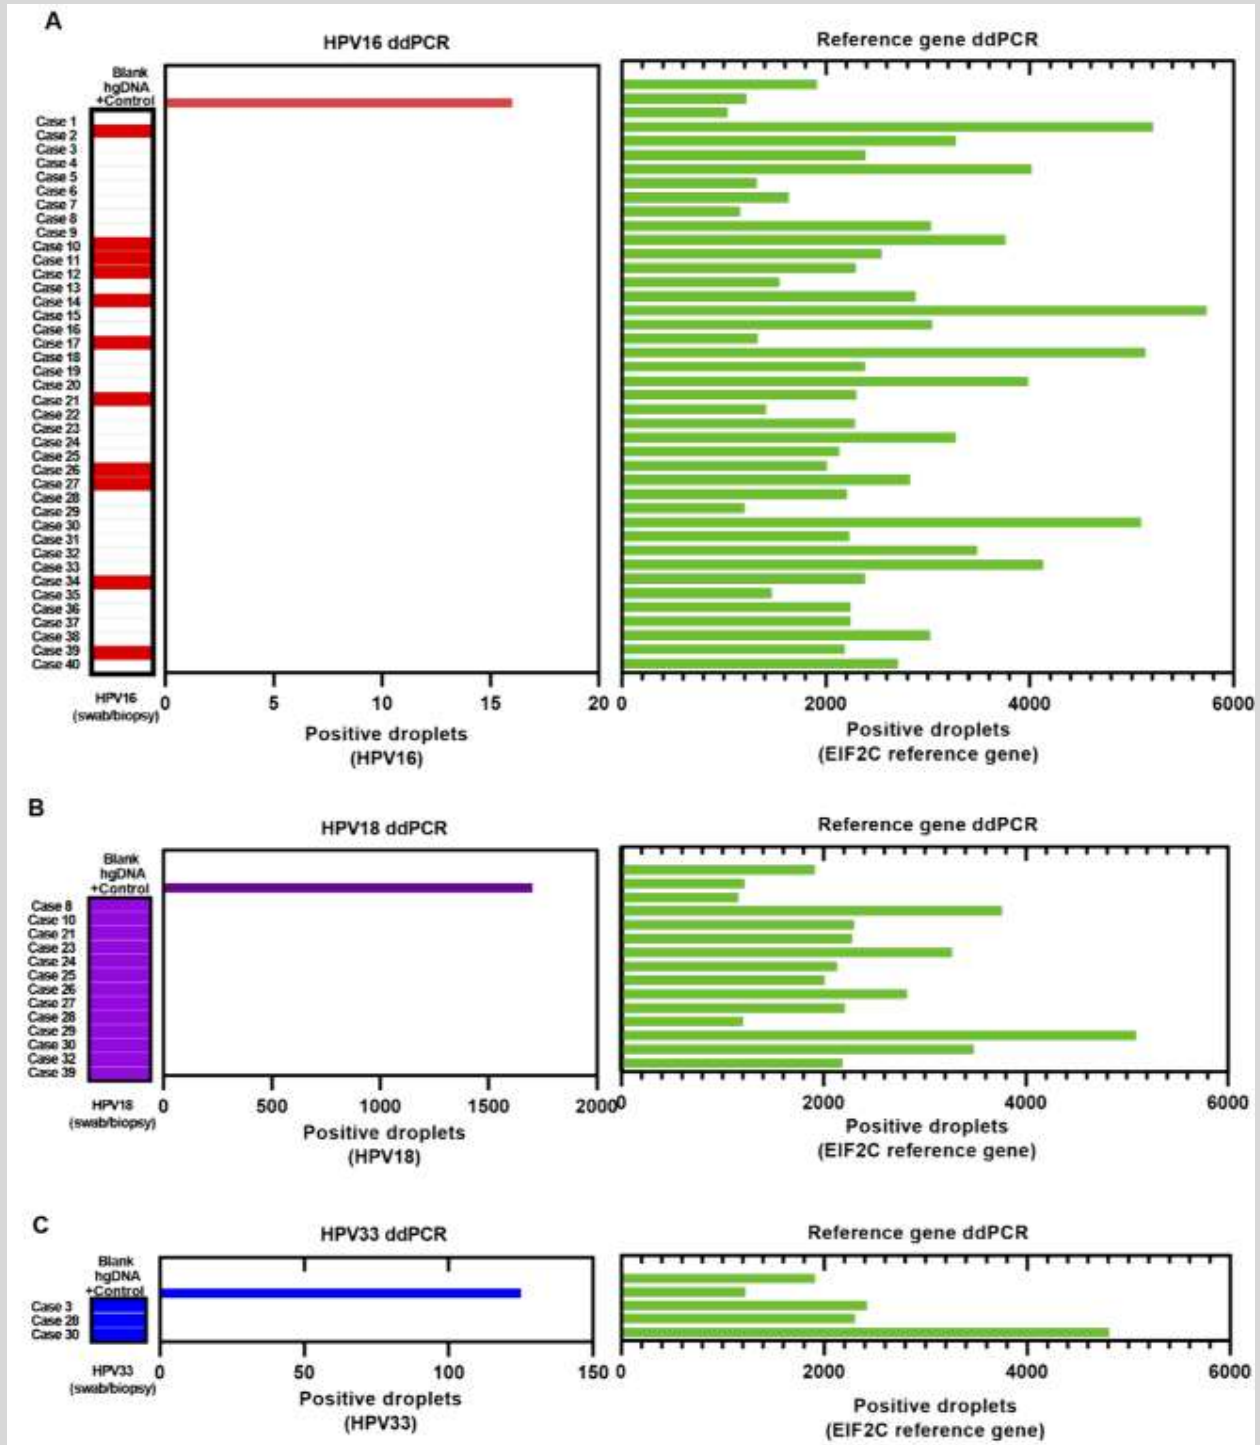 A
HPV16 ddPCR
Reference gene ddPCR
Blank
hgDNA
+Control
Case 1
Case 2
Case 3
Case 4
Case 5
Case 6
Case 7
Case 8
Case 9
Case 10
Case 11
Case 12
Case 13
Case 14
Case 15
Case 16
Case 17
Case 18
Case 19
Case 20
Case 21
Case 22
Case 23
Case 24
Case 25
Case 26
Case 27
Case 28
Case 29
Case 30
Case 31
Case 32
Case 33
Case 34
Case 35
Case 36
Case 37
Case 38
Case 39
Case 40
HPV16
(swab/biopsy)
0 5 10 15 20
Positive droplets
(HPV16)
0 2000 4000 6000
Positive droplets
(EIF2C reference gene)
B
HPV18 ddPCR
Reference gene ddPCR
Blank
hgDNA
+Control
Case 8
Case 10
Case 21
Case 23
Case 24
Case 25
Case 26
Case 27
Case 28
Case 29
Case 30
Case 32
Case 39
HPV18
(swab/biopsy)
0 500 1000 1500 2000
Positive droplets
(HPV18)
0 2000 4000 6000
Positive droplets
(EIF2C reference gene)
C
HPV33 ddPCR
Reference gene ddPCR
Blank
hgDNA
+Control
Case 3
Case 28
Case 30
HPV33
(swab/biopsy)
0 50 100 150
Positive droplets
(HPV33)
0 2000 4000 6000
Positive droplets
(EIF2C reference gene)